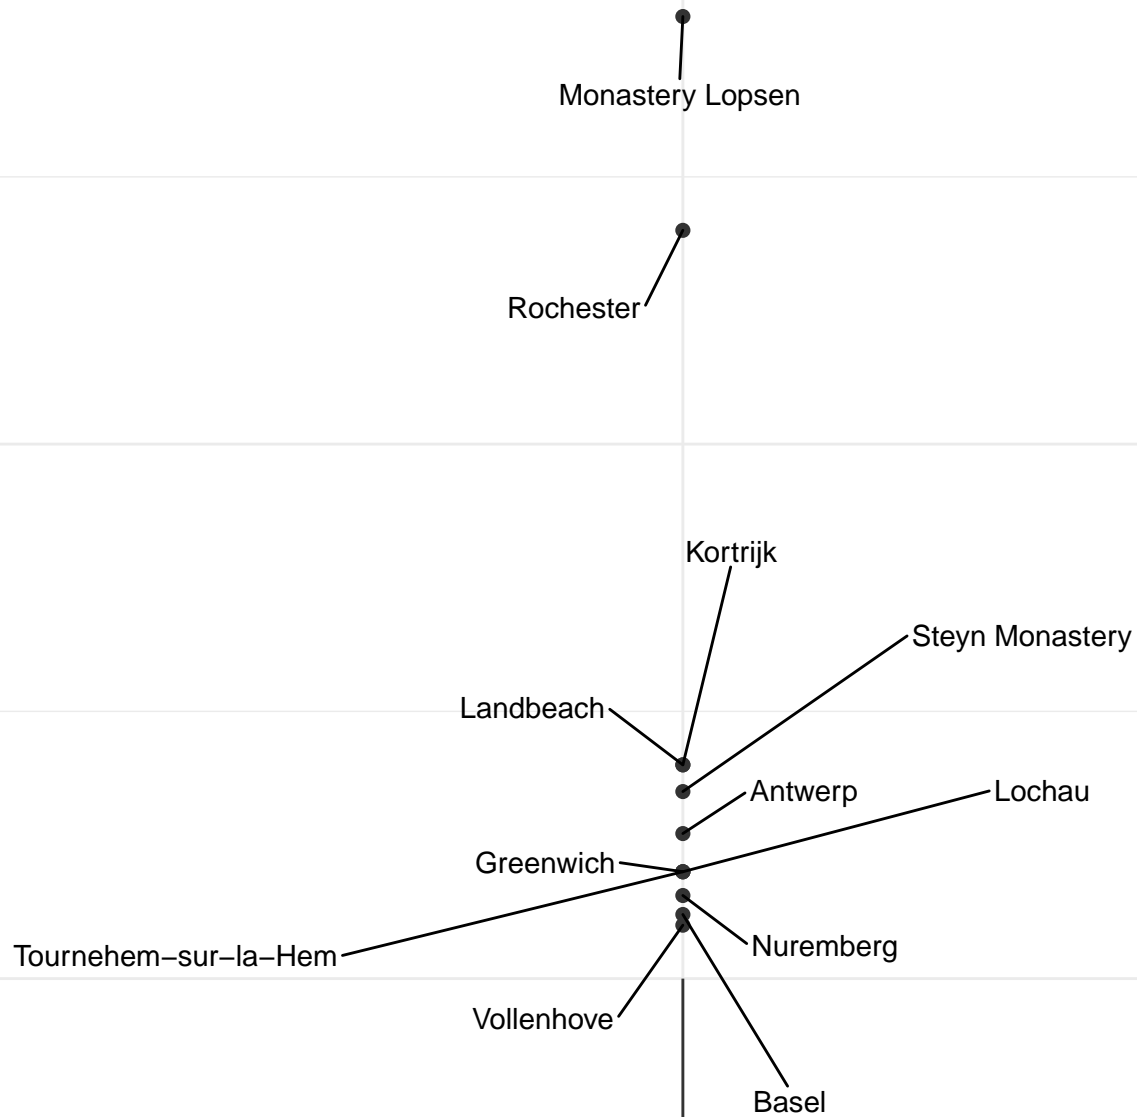 Monastery Lopsen
Rochester
Kortrijk
Steyn Monastery
Landbeach
Antwerp
Lochau
Greenwich
Nuremberg
Tournehem−sur−la−Hem
Vollenhove
Basel